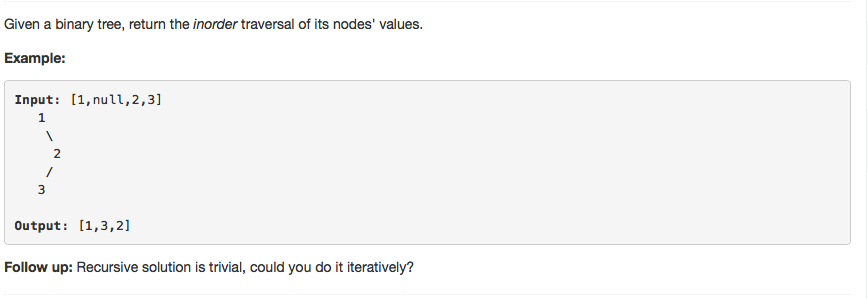 Given a binary tree, return the inorder traversal of its nodes' values.
Example:
Input: [1,null,2,3]
   1
    \
     2
    /
   3
Output: [1,3,2]
Follow up: Recursive solution is trivial, could you do it iteratively?